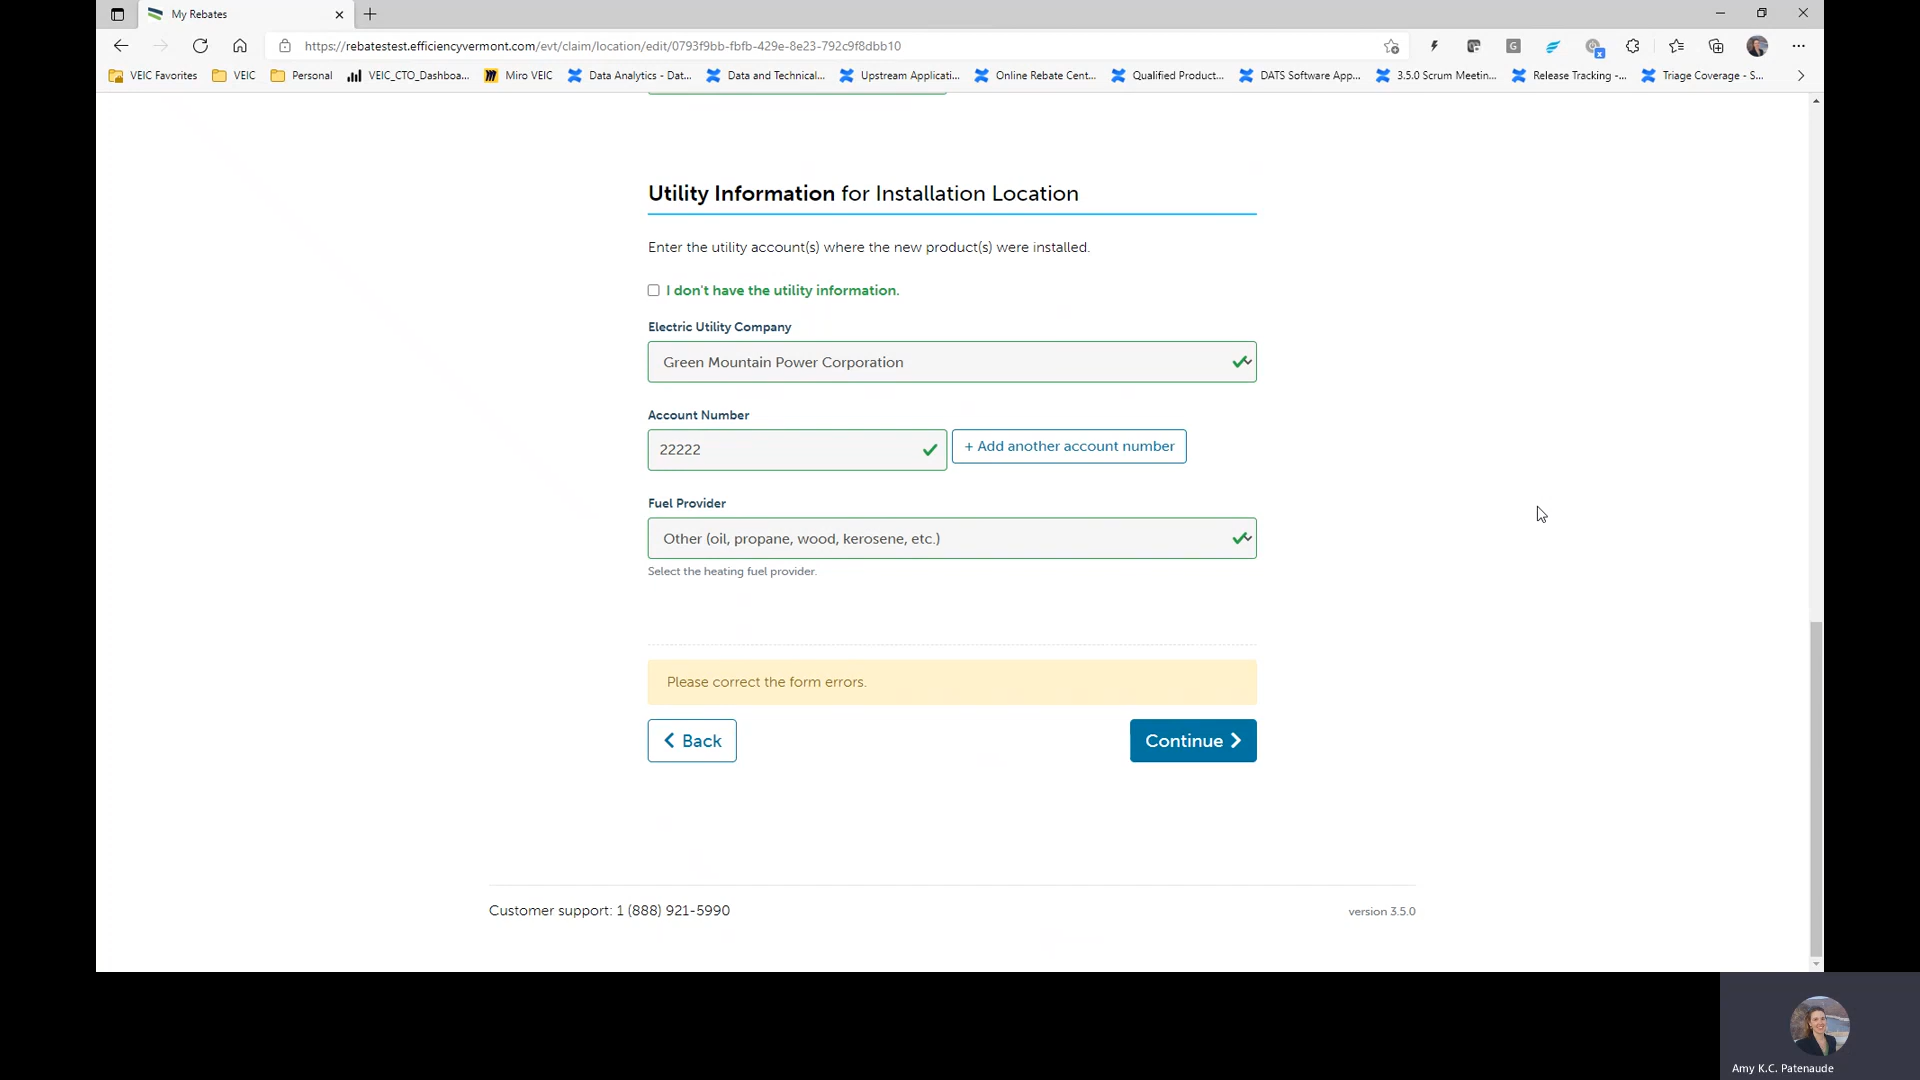 My Rebates
https://rebatestest.efficiencyvermont.com/evt/claim/location/edit/0793f9bb-fbfb-429e-8e23-792c9f8dbb10
VEIC Favorites
VEIC
Personal
VEIC_CTO_Dashboa...
Miro VEIC
Data Analytics - Dat...
Data and Technical...
Upstream Applicati...
Online Rebate Cent...
Qualified Product...
DATS Software App...
3.5.0 Scrum Meetin...
Release Tracking -...
Triage Coverage - S...
Utility Information for Installation Location
Enter the utility account(s) where the new product(s) were installed.
I don't have the utility information.
Electric Utility Company
Green Mountain Power Corporation
Account Number
22222
+ Add another account number
Fuel Provider
Other (oil, propane, wood, kerosene, etc.)
Select the heating fuel provider.
Please correct the form errors.
Back
Continue
Customer support: 1 (888) 921-5990
version 3.5.0
Amy K.C. Patenaude